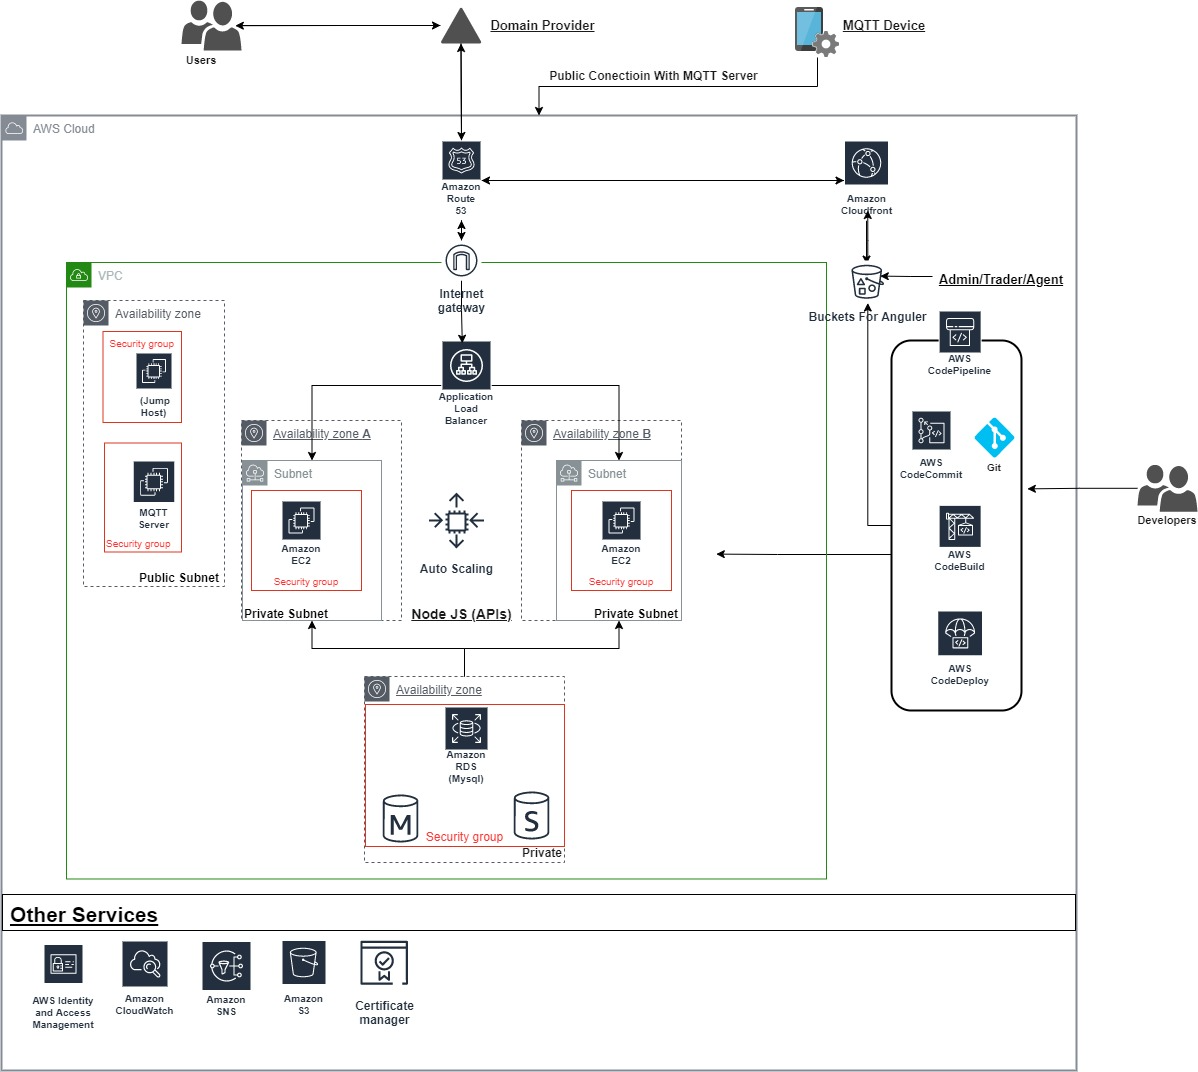 Users
Domain Provider
MQTT Device
Public Conectioin With MQTT Server
AWS Cloud
53
Amazon
Route
53
Amazon
Cloudfront
VPC
Internet
gateway
Admin/Trader/Agent
Buckets For Anguler
Availability zone
Security group
(Jump
Host)
MQTT
Server
Security group
Public Subnet
Application
Load
Balancer
Availability zone A
Subnet
Amazon
EC2
Security group
Private Subnet
Auto Scaling
Node JS (APIs)
Availability zone B
Subnet
Amazon
EC2
Security group
Private Subnet
AWS
CodePipeline
AWS
CodeCommit
Git
AWS
CodeBuild
AWS
CodeDeploy
Developers
Availability zone
Amazon
RDS
(Mysql)
M
S
Security group
Private
Other Services
AWS Identity
and Access
Management
Amazon
CloudWatch
Amazon
SNS
Amazon
S3
Certificate
manager